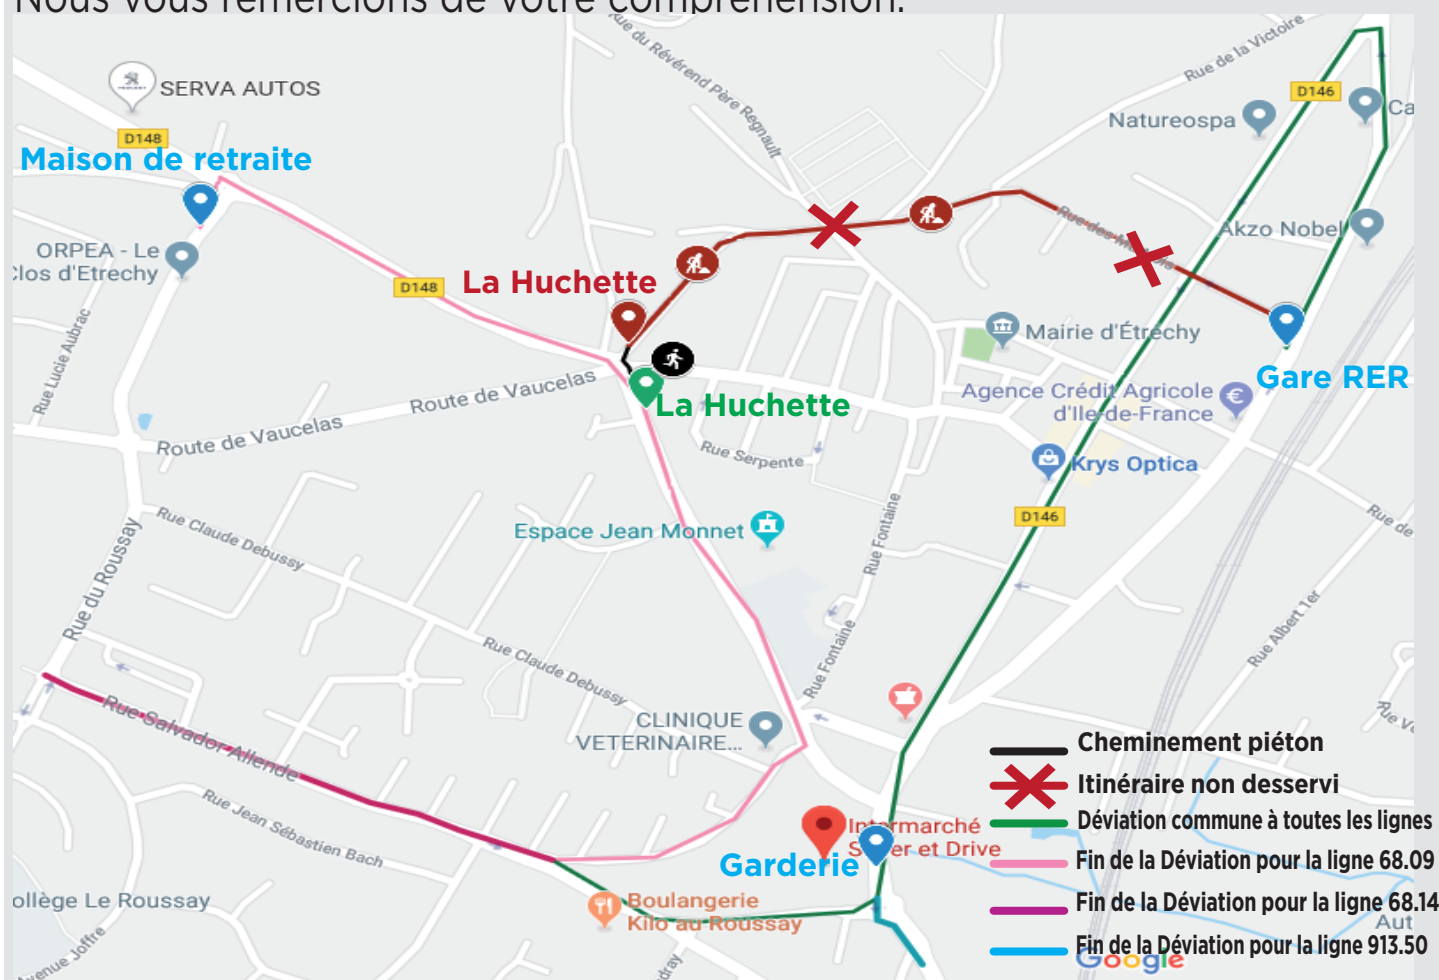 Nous vous remercions de votre compréhension.
Rue du Révérend Père Regnault
Rue de la Victoire
SERVA AUTOS
D146
Ca
Natureospa
D148
Maison de retraite
Akzo Nobel
ORPEA - Le
Clos d'Etrechy
D148
La Huchette
Mairie d'Étréchy
Rue Lucie Aubrac
Gare RER
Route de Vaucelas
Agence Crédit Agricole
d'Ile-de-France
La Huchette
Route de Vaucelas
Rue Serpente
Krys Optica
D146
Rue de
Rue Claude Debussy
Espace Jean Monnet
Rue Fontaine
Rue du Roussay
Rue Albert 1er
Rue Claude Debussy
Rue Fontaine
Rue Salvador Allende
CLINIQUE
VETERINAIRE...
Cheminement piéton
Itinéraire non desservi
Déviation commune à toutes les lignes
Fin de la Déviation pour la ligne 68.09
Fin de la Déviation pour la ligne 68.14
Fin de la Déviation pour la ligne 913.50
Rue Jean Sébastien Bach
Intermarché
et Drive
Garderie
ollège Le Roussay
Boulangerie
Kilo au Roussay
Aut
venue Joffre
dray
Google